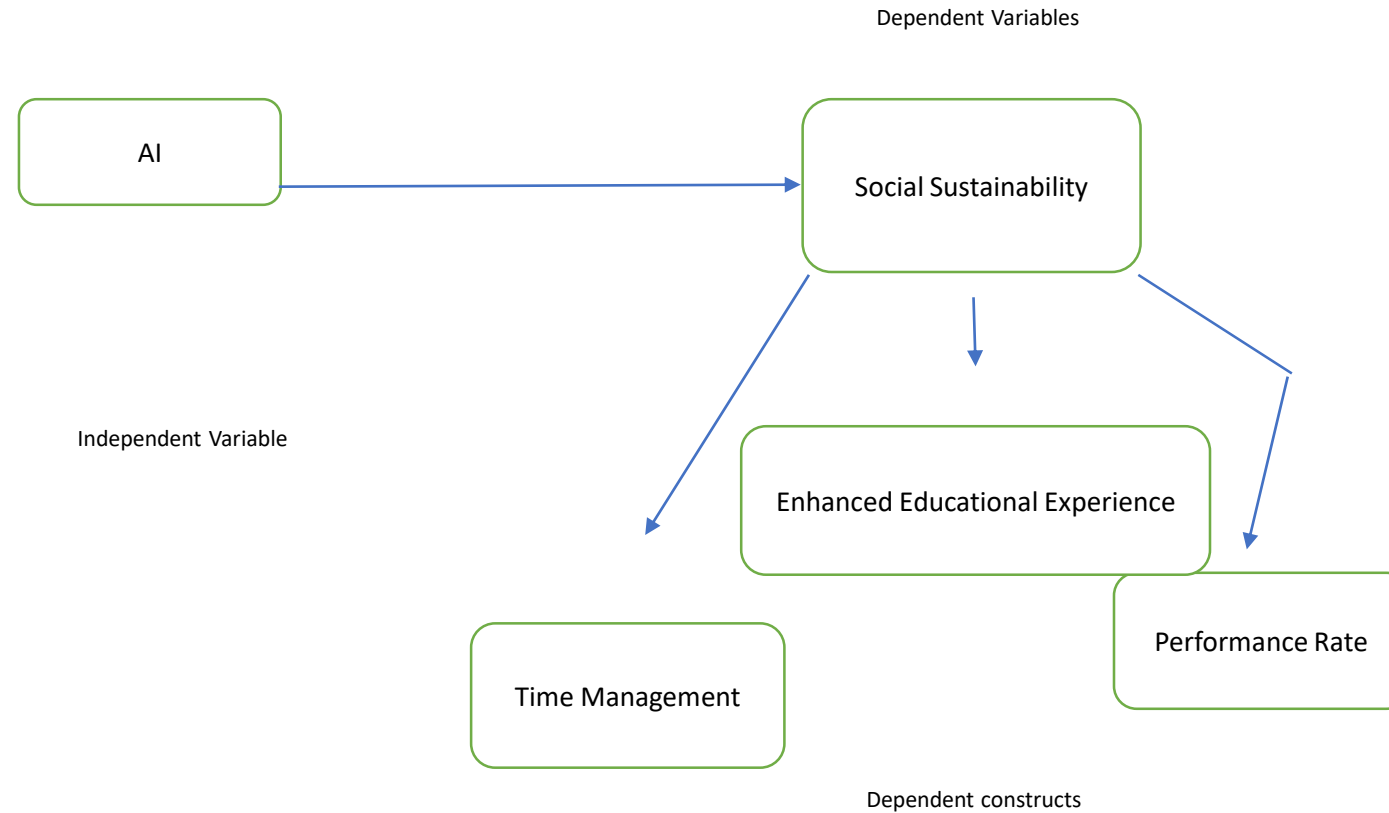 Dependent Variables
AI
Social Sustainability
Independent Variable
Enhanced Educational Experience
Performance Rate
Time Management
Dependent constructs